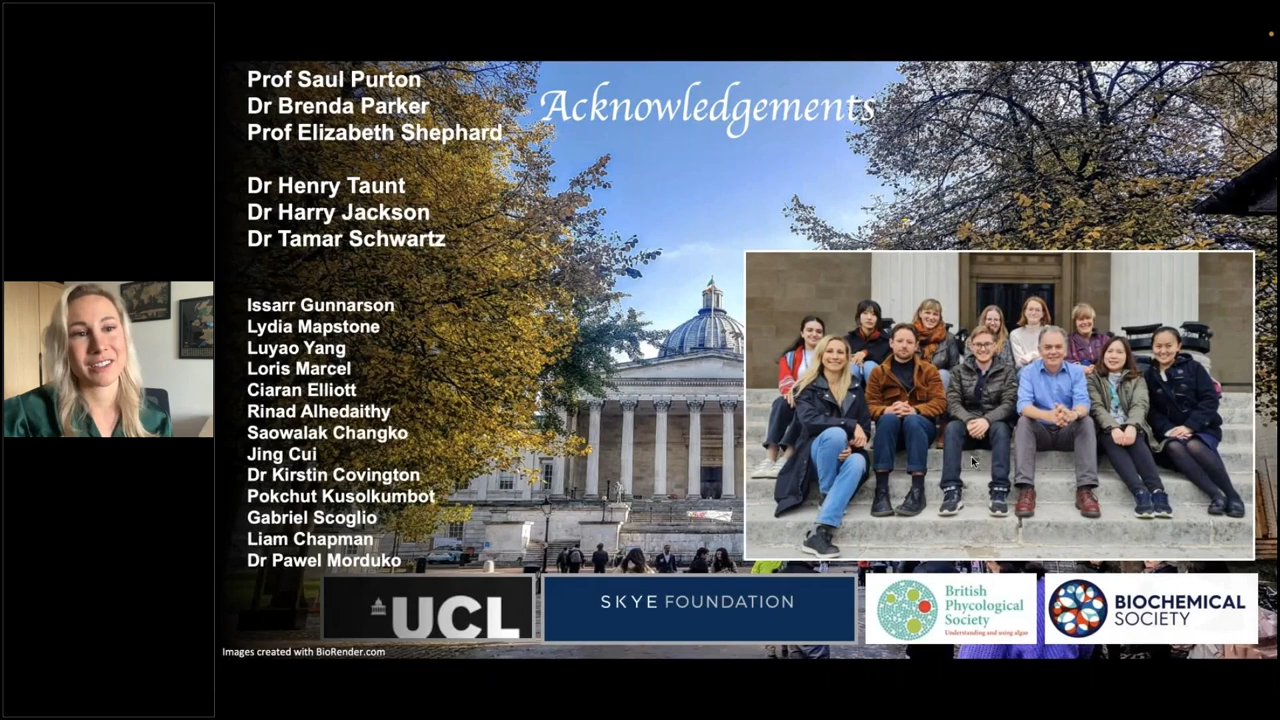 Acknowledgements
Prof Saul Purton
Dr Brenda Parker
Prof Elizabeth Shephard
Dr Henry Taunt
Dr Harry Jackson
Dr Tamar Schwartz
Issarr Gunnarson
Lydia Mapstone
Luyao Yang
Loris Marcel
Ciaran Elliott
Rinad Alhedaithy
Saowalak Changko
Jing Cui
Dr Kirstin Covington
Pokchut Kusolkumbot
Gabriel Scoglio
Liam Chapman
Dr Pawel Morduko
UCL
SKYE FOUNDATION
British
Phycological
Society
Understanding and using algae
BIOCHEMICAL
SOCIETY
Images created with BioRender.com